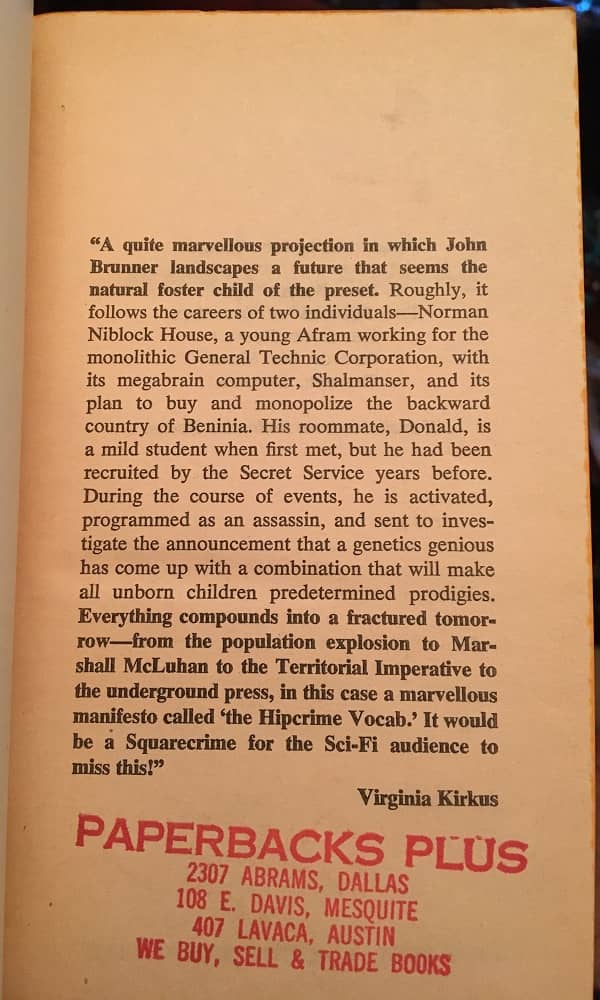 “A quite marvellous projection in which John
Brunner landscapes a future that seems the
natural foster child of the preset. Roughly, it
follows the careers of two individuals—Norman
Niblock House, a young Afram working for the
monolithic General Technic Corporation, with
its megabrain computer, Shalmanser, and its
plan to buy and monopolize the backward
country of Beninia. His roommate, Donald, is
a mild student when first met, but he had been
recruited by the Secret Service years before.
During the course of events, he is activated,
programmed as an assassin, and sent to inves-
tigate the announcement that a genetics genious
has come up with a combination that will make
all unborn children predetermined prodigies.
Everything compounds into a fractured tomor-
row—from the population explosion to Mar-
shall McLuhan to the Territorial Imperative to
the underground press, in this case a marvellous
manifesto called ‘the Hipcrime Vocab.’ It would
be a Squarecrime for the Sci-Fi audience to
miss this!”
Virginia Kirkus
PAPERBACKS PLUS
2307 ABRAMS, DALLAS
108 E. DAVIS, MESQUITE
407 LAVACA, AUSTIN
WE BUY, SELL & TRADE BOOKS